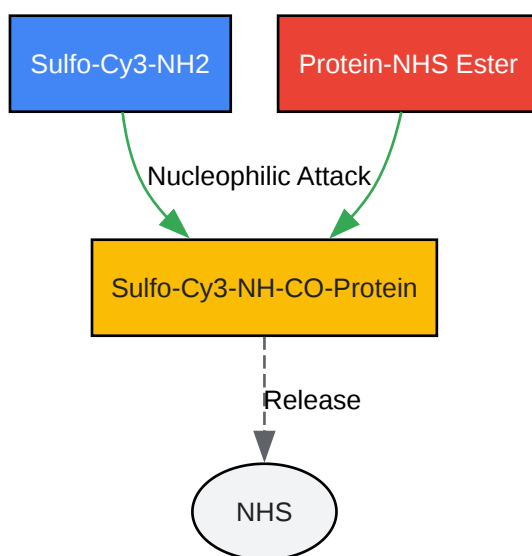 Sulfo-Cy3-NH2
Protein-NHS Ester
Nucleophilic Attack
Sulfo-Cy3-NH-CO-Protein
Release
NHS